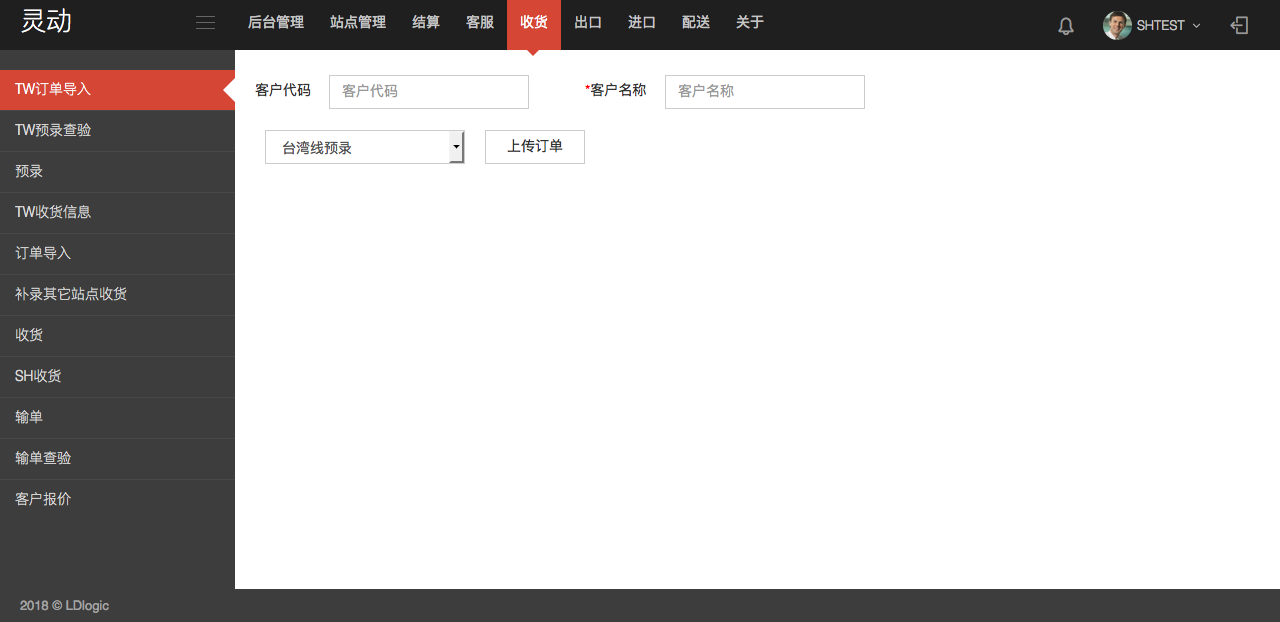 灵动
后台管理 站点管理 结算 客服 收货 出口 进口 配送 关于
SHTEST
TW订单导入
TW预录查验
预录
TW收货信息
订单导入
补录其它站点收货
收货
SH收货
输单
输单查验
客户报价
客户代码 客户代码 *客户名称 客户名称
台湾线预录 上传订单
2018 © LDlogic